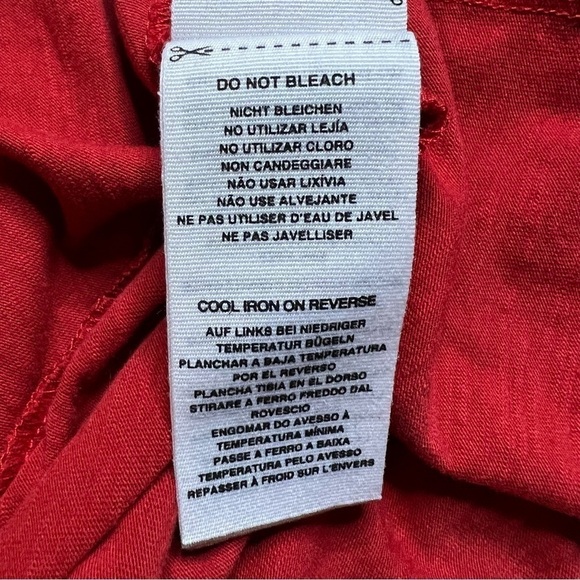 DO NOT BLEACH
NICHT BLEICHEN
NO UTILIZAR LEJÍA
NO UTILIZAR CLORO
NON CANDEGGIARE
NÃO USAR LIXÍVIA
NÃO USE ALVEJANTE
NE PAS UTILISER D'EAU DE JAVEL
NE PAS JAVELLISER
COOL IRON ON REVERSE
AUF LINKS BEI NIEDRIGER
TEMPERATUR BÜGELN
PLANCHAR A BAJA TEMPERATURA
POR EL REVERSO
PLANCHA TIBIA EN EL DORSO
STIRARE A FERRO FREDDO DAL
ROVESCIO
ENGOMAR DO AVESSO À
TEMPERATURA MÍNIMA
PASSE A FERRO A BAIXA
TEMPERATURA PELO AVESSO
REPASSER À FROID SUR L'ENVERS